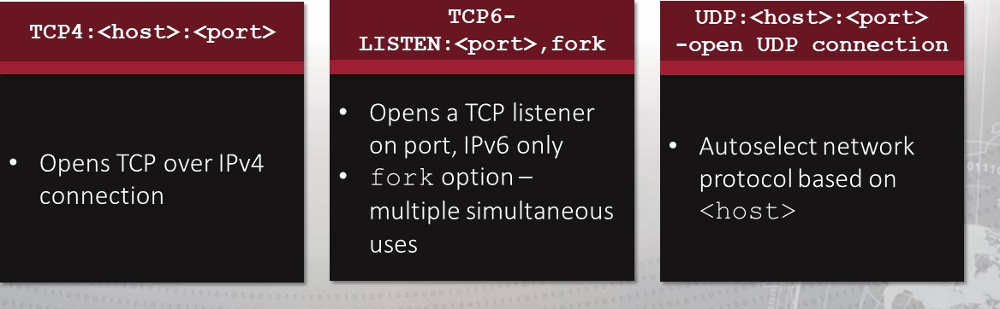 TCP4:<host>:<port>
• Opens TCP over IPv4
connection
TCP6-
LISTEN:<port>,fork
• Opens a TCP listener
on port, IPv6 only
• fork option –
multiple simultaneous
uses
UDP:<host>:<port>
-open UDP connection
• Autoselect network
protocol based on
<host>